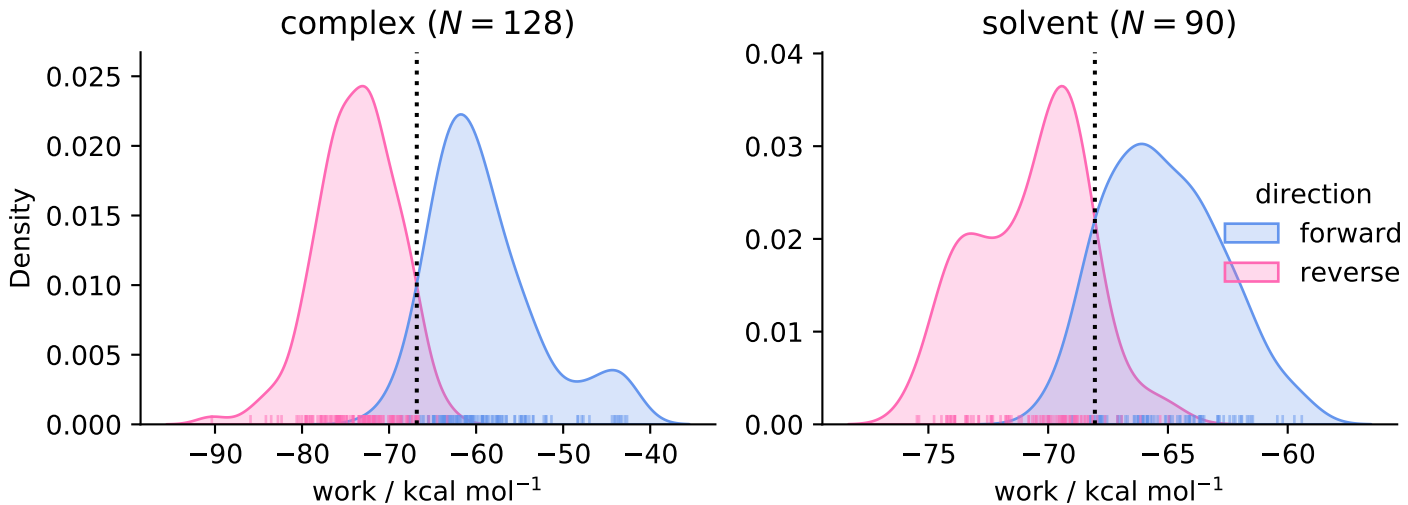 complex (N = 128)
0.025
0.020
0.015
0.010
0.005
0.000
Density
−90 −80 −70 −60 −50 −40
work / kcal mol⁻¹
solvent (N = 90)
0.04
0.03
0.02
0.01
0.00
−75 −70 −65 −60
work / kcal mol⁻¹
direction
forward
reverse